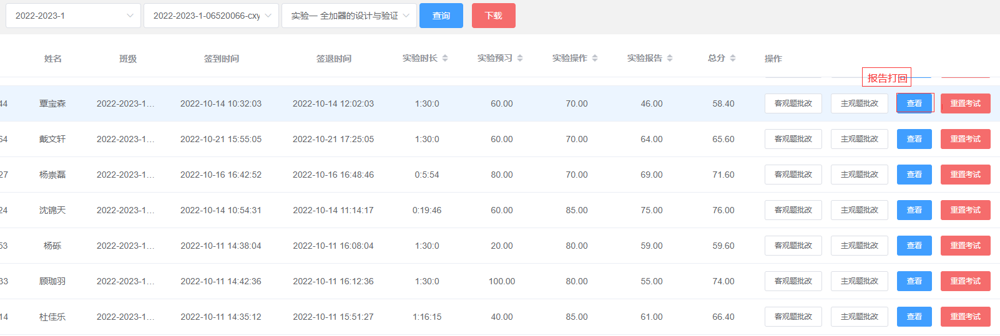 2022-2023-1 2022-2023-1-06520066-cxy 实验一 全加器的设计与验证 查询 下载
姓名 班级 签到时间 签退时间 实验时长 实验预习 实验操作 实验报告 总分 操作
报告打回
44 覃宝森 2022-2023-1... 2022-10-14 10:32:03 2022-10-14 12:02:03 1:30:0 60.00 70.00 46.00 58.40 客观题批改 主观题批改 查看 重置考试
64 戴文轩 2022-2023-1... 2022-10-21 15:55:05 2022-10-21 17:25:05 1:30:0 60.00 70.00 64.00 65.60 客观题批改 主观题批改 查看 重置考试
27 杨崇磊 2022-2023-1... 2022-10-16 16:42:52 2022-10-16 16:48:46 0:5:54 80.00 70.00 69.00 71.60 客观题批改 主观题批改 查看 重置考试
24 沈锦天 2022-2023-1... 2022-10-14 10:54:31 2022-10-14 11:14:17 0:19:46 60.00 85.00 75.00 76.00 客观题批改 主观题批改 查看 重置考试
53 杨砾 2022-2023-1... 2022-10-11 14:38:04 2022-10-11 16:08:04 1:30:0 20.00 80.00 59.00 59.60 客观题批改 主观题批改 查看 重置考试
33 顾珈羽 2022-2023-1... 2022-10-11 14:42:36 2022-10-11 16:12:36 1:30:0 100.00 80.00 55.00 74.00 客观题批改 主观题批改 查看 重置考试
14 杜佳乐 2022-2023-1... 2022-10-11 14:35:12 2022-10-11 15:51:27 1:16:15 40.00 85.00 61.00 66.40 客观题批改 主观题批改 查看 重置考试